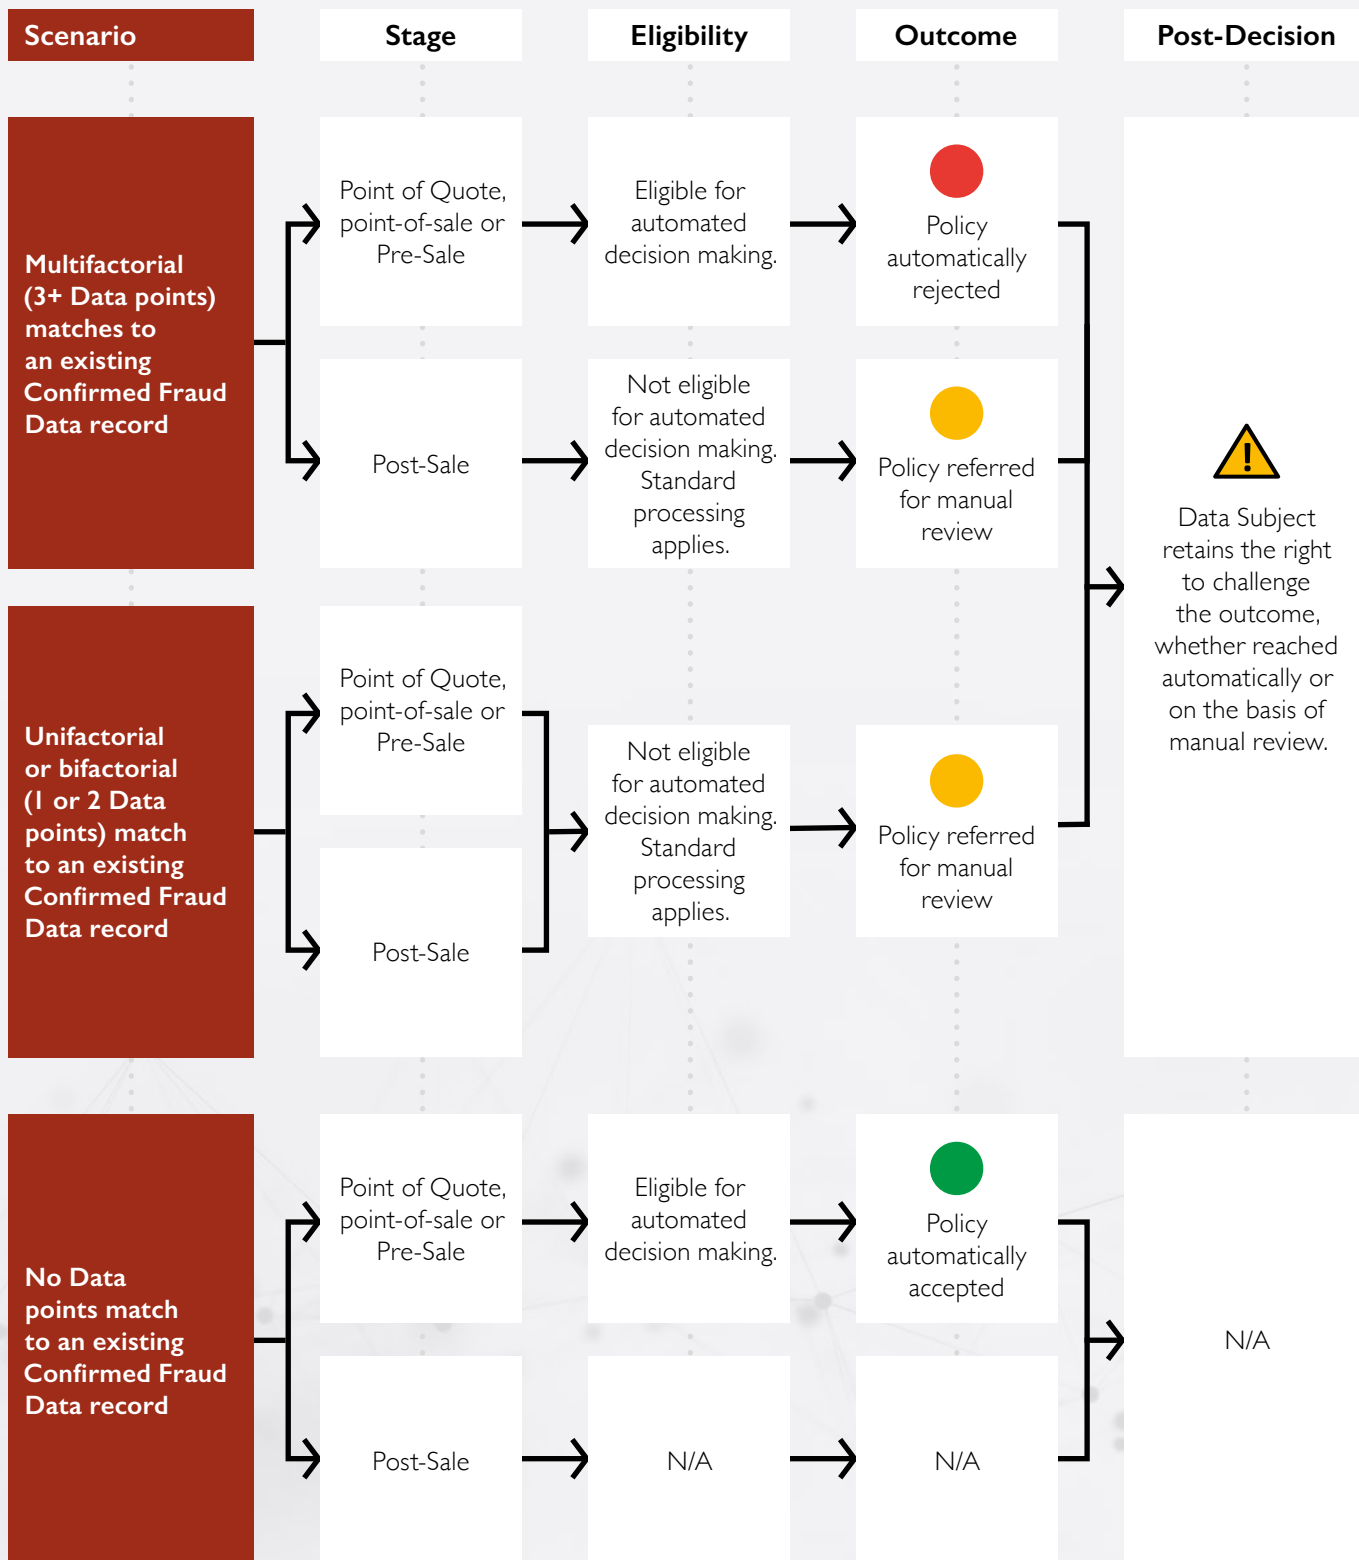 Scenario
Stage
Eligibility
Outcome
Post-Decision
Multifactorial
(3+ Data points)
matches to
an existing
Confirmed Fraud
Data record
Point of Quote,
point-of-sale or
Pre-Sale
Eligible for
automated
decision making.
Policy
automatically
rejected
Post-Sale
Not eligible
for automated
decision making.
Standard
processing
applies.
Policy referred
for manual
review
Unifactorial
or bifactorial
(1 or 2 Data
points) match
to an existing
Confirmed Fraud
Data record
Point of Quote,
point-of-sale or
Pre-Sale
Post-Sale
Not eligible
for automated
decision making.
Standard
processing
applies.
Policy referred
for manual
review
!
Data Subject
retains the right
to challenge
the outcome,
whether reached
automatically or
on the basis of
manual review.
No Data
points match
to an existing
Confirmed Fraud
Data record
Point of Quote,
point-of-sale or
Pre-Sale
Eligible for
automated
decision making.
Policy
automatically
accepted
Post-Sale
N/A
N/A
N/A